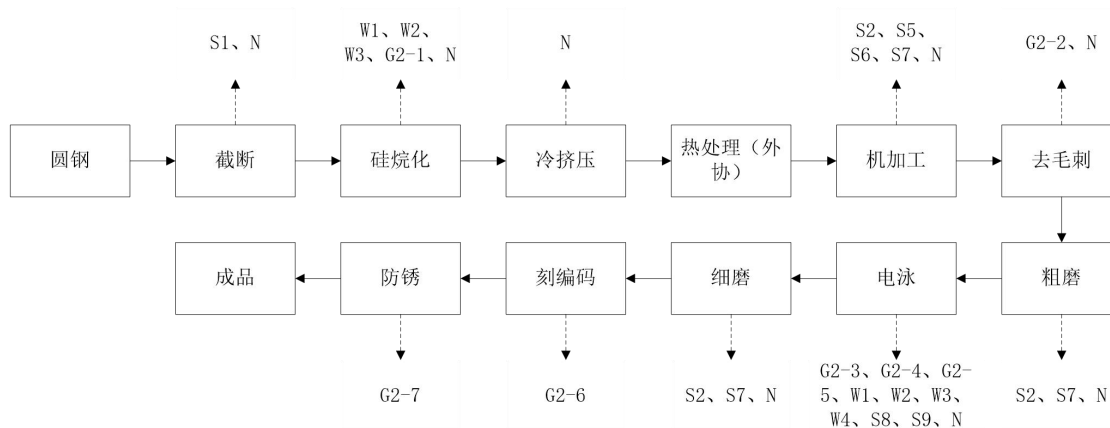 S1、N
W1、W2、
W3、G2-1、N
N
S2、S5、
S6、S7、N
G2-2、N
圆钢
截断
硅烷化
冷挤压
热处理（外
协）
机加工
去毛刺
成品
防锈
刻编码
细磨
电泳
粗磨
G2-7
G2-6
S2、S7、N
G2-3、G2-4、G2-
5、W1、W2、W3、
W4、S8、S9、N
S2、S7、N